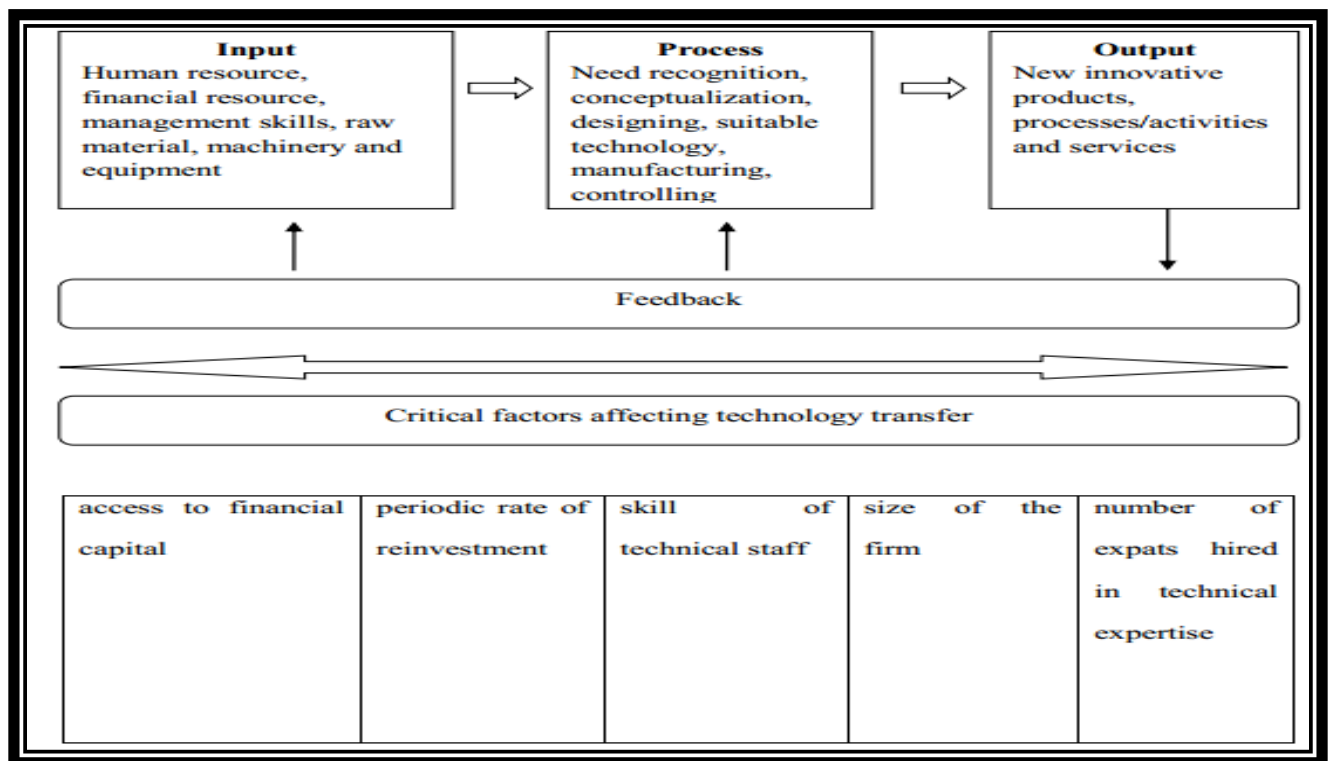 Input
Human resource,
financial resource,
management skills, raw
material, machinery and
equipment
Process
Need recognition,
conceptualization,
designing, suitable
technology,
manufacturing,
controlling
Output
New innovative
products,
processes/activities
and services
Feedback
Critical factors affecting technology transfer
access to financial
capital
periodic rate of
reinvestment
skill of
technical staff
size of the
firm
number of
expats hired
in technical
expertise